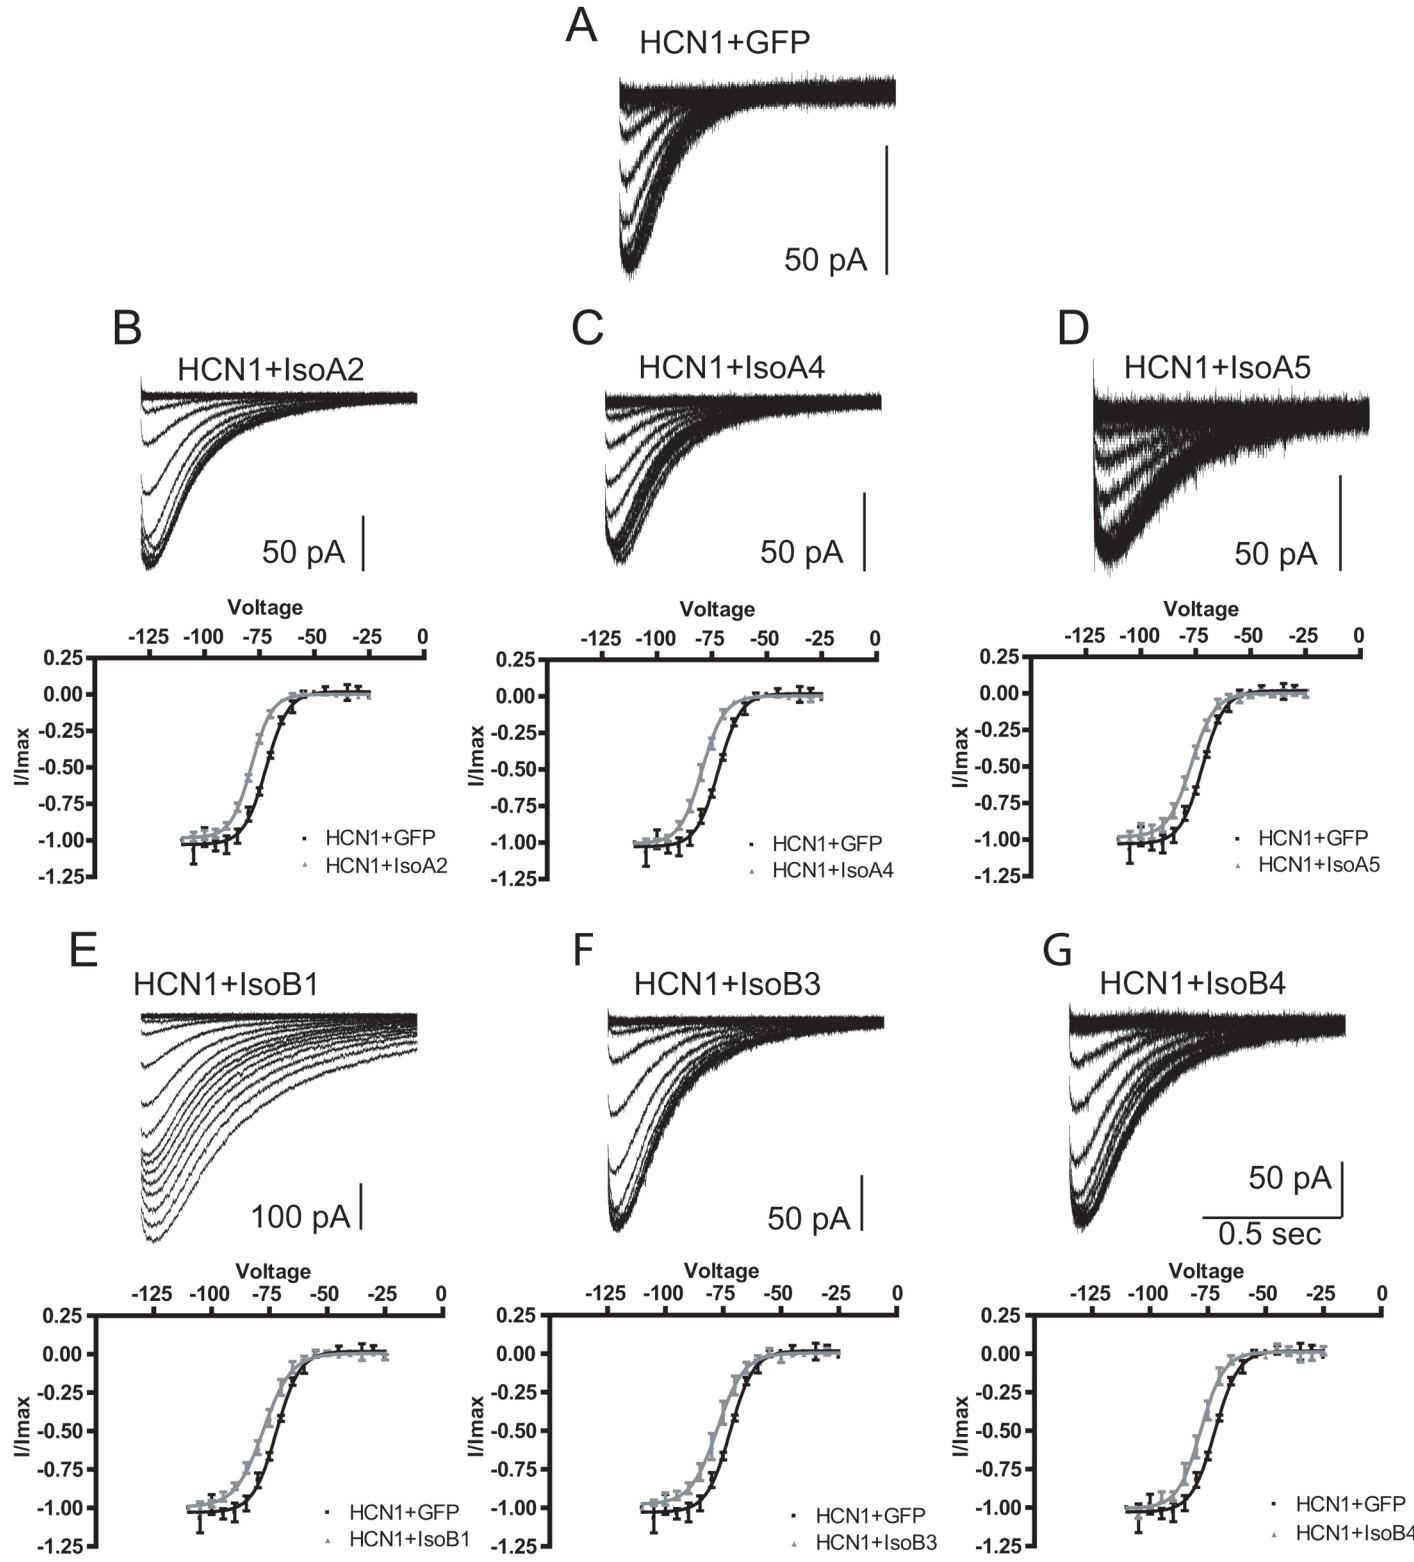 A
HCN1+GFP
50 pA
B
HCN1+IsoA2
50 pA
Voltage
-125 -100 -75 -50 -25 0
0.25
0.00
-0.25
-0.50
-0.75
-1.00
-1.25
I/Imax
HCN1+GFP
HCN1+IsoA2
C
HCN1+IsoA4
50 pA
Voltage
-125 -100 -75 -50 -25 0
0.25
0.00
-0.25
-0.50
-0.75
-1.00
-1.25
I/Imax
HCN1+GFP
HCN1+IsoA4
D
HCN1+IsoA5
50 pA
Voltage
-125 -100 -75 -50 -25 0
0.25
0.00
-0.25
-0.50
-0.75
-1.00
-1.25
I/Imax
HCN1+GFP
HCN1+IsoA5
E
HCN1+IsoB1
100 pA
Voltage
-125 -100 -75 -50 -25 0
0.25
0.00
-0.25
-0.50
-0.75
-1.00
-1.25
I/Imax
HCN1+GFP
HCN1+IsoB1
F
HCN1+IsoB3
50 pA
Voltage
-125 -100 -75 -50 -25 0
0.25
0.00
-0.25
-0.50
-0.75
-1.00
-1.25
I/Imax
HCN1+GFP
HCN1+IsoB3
G
HCN1+IsoB4
50 pA
0.5 sec
Voltage
-125 -100 -75 -50 -25 0
0.25
0.00
-0.25
-0.50
-0.75
-1.00
-1.25
I/Imax
HCN1+GFP
HCN1+IsoB4